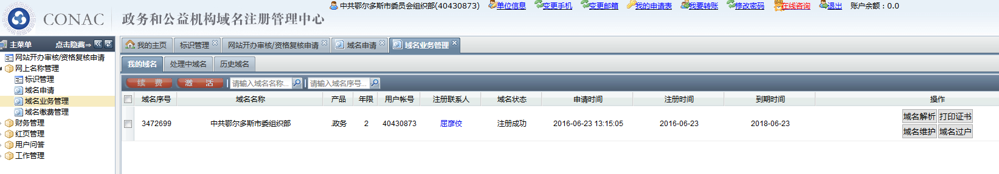 中共鄂尔多斯市委员会组织部(40430873) 单位信息 变更手机 变更邮箱 我的申请表 我要转账 修改密码 在线咨询 退出 账户余额：0.0
CONAC 政务和公益机构域名注册管理中心
主菜单 点击隐藏⇒
我的主页 标识管理 网站开办审核/资格复核申请 域名申请 域名业务管理
网站开办审核/资格复核申请
网上名称管理
标识管理
域名申请
域名业务管理
域名缴费管理
财务管理
红页管理
用户问答
工作管理
我的域名 处理中域名 历史域名
续 费 激 活 | 请输入域名名称... | 请输入域名序号...
域名序号 域名名称 产品 年限 用户帐号 注册联系人 域名状态 申请时间 注册时间 到期时间 操作
3472699 中共鄂尔多斯市委组织部 .政务 2 40430873 屈彦佼 注册成功 2016-06-23 13:15:05 2016-06-23 2018-06-23 域名解析 打印证书
域名维护 域名过户